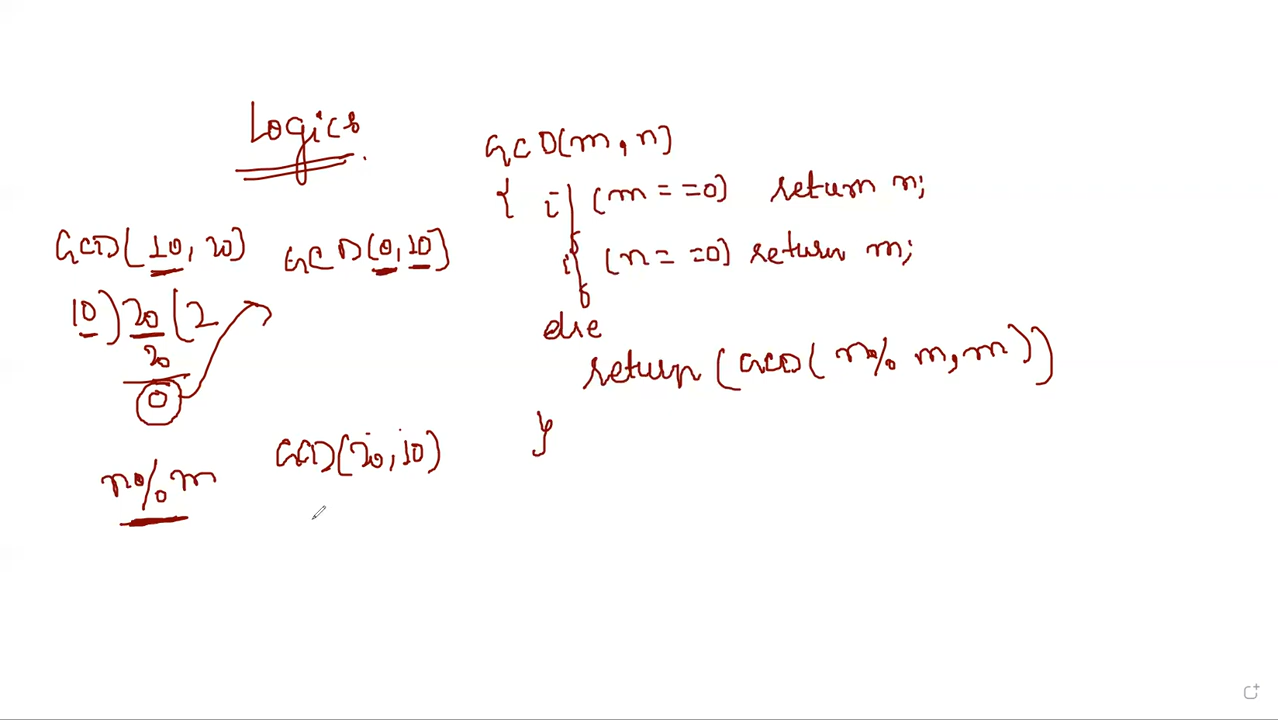 Logics
GCD(10, 20)
10) 20 (2
20
0
n%m
GCD(0, 10)
GCD(20, 10)
GCD(m, n)
{ if (m = =0) return n;
if (n = =0) return m;
else
return (GCD( n% m, m ))
}